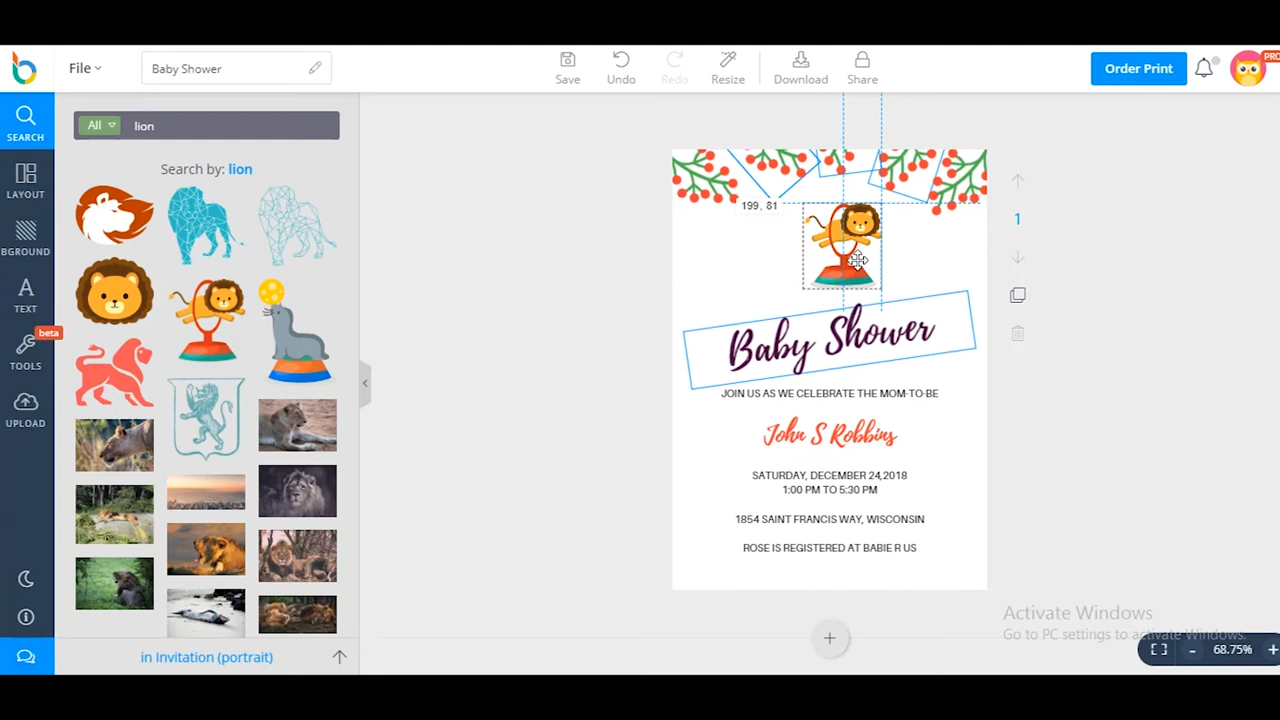 File
Baby Shower
Save
Undo
Redo
Resize
Download
Share
Order Print
PRO
SEARCH
LAYOUT
BGROUND
TEXT
beta
TOOLS
UPLOAD
All
lion
Search by: lion
in Invitation (portrait)
199, 81
Baby Shower
JOIN US AS WE CELEBRATE THE MOM-TO-BE
John S Robbins
SATURDAY, DECEMBER 24,2018
1:00 PM TO 5:30 PM
1854 SAINT FRANCIS WAY, WISCONSIN
ROSE IS REGISTERED AT BABIE R US
1
Activate Windows
Go to PC settings to activate Windows.
- 68.75% +